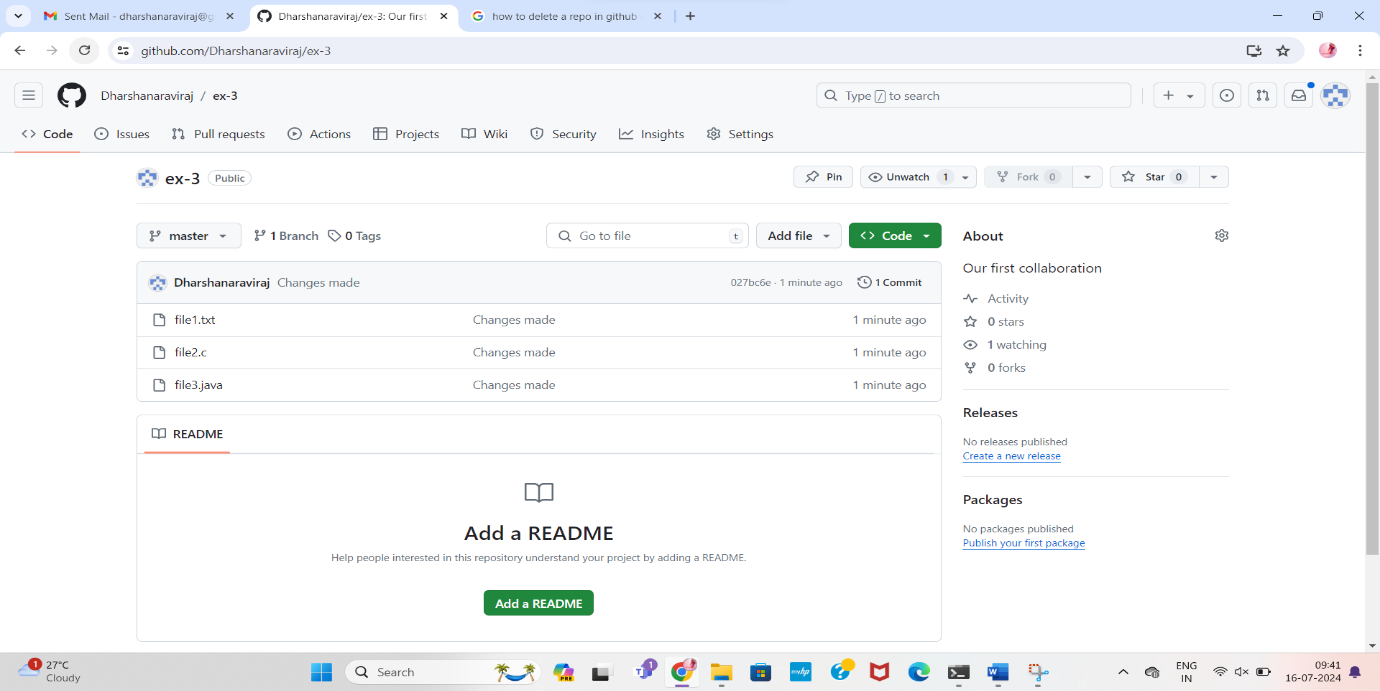 Sent Mail - dharshanaraviraj@g
Dharshanaraviraj/ex-3: Our first
how to delete a repo in github
github.com/Dharshanaraviraj/ex-3
Dharshanaraviraj / ex-3
Type / to search
Code Issues Pull requests Actions Projects Wiki Security Insights Settings
ex-3 Public
Pin Unwatch 1 Fork 0 Star 0
master 1 Branch 0 Tags Go to file t Add file Code
Dharshanaraviraj Changes made 027bc6e · 1 minute ago 1 Commit
file1.txt Changes made 1 minute ago
file2.c Changes made 1 minute ago
file3.java Changes made 1 minute ago
README
Add a README
Help people interested in this repository understand your project by adding a README.
Add a README
About
Our first collaboration
Activity
0 stars
1 watching
0 forks
Releases
No releases published
Create a new release
Packages
No packages published
Publish your first package
1 27°C
Cloudy
Search
PRE
1
myhp
ENG
IN
09:41
16-07-2024